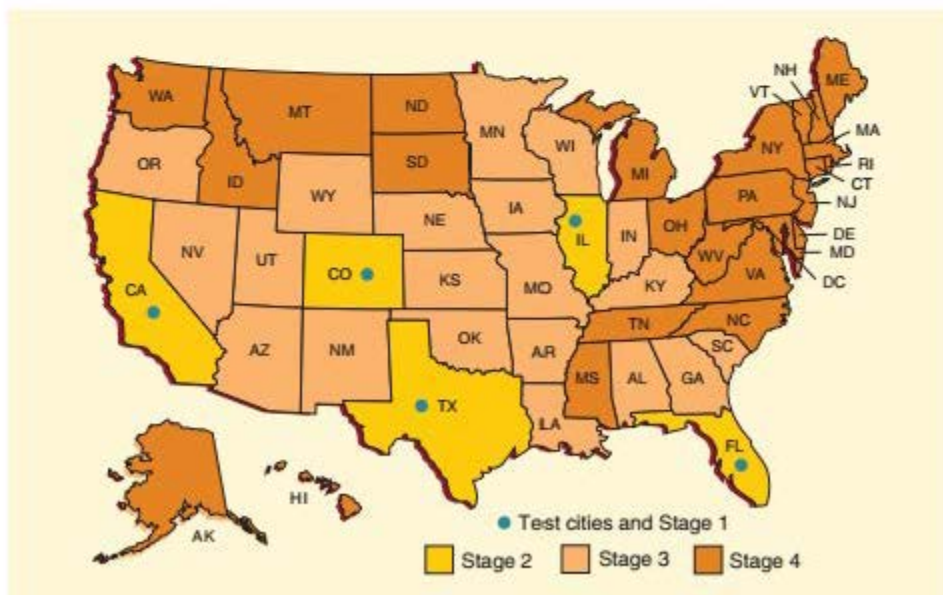 NH
ME
VT
WA
MT
ND
MN
MA
OR
NY
WI
SD
RI
ID
MI
CT
WY
PA
NJ
IA
NE
OH
DE
IL
IN
NV
UT
WV
MD
CO
VA
KS
KY
DC
CA
MO
NC
TN
OK
SC
AZ
NM
AR
MS
AL
GA
TX
LA
FL
HI
AK
Test cities and Stage 1
Stage 2
Stage 3
Stage 4